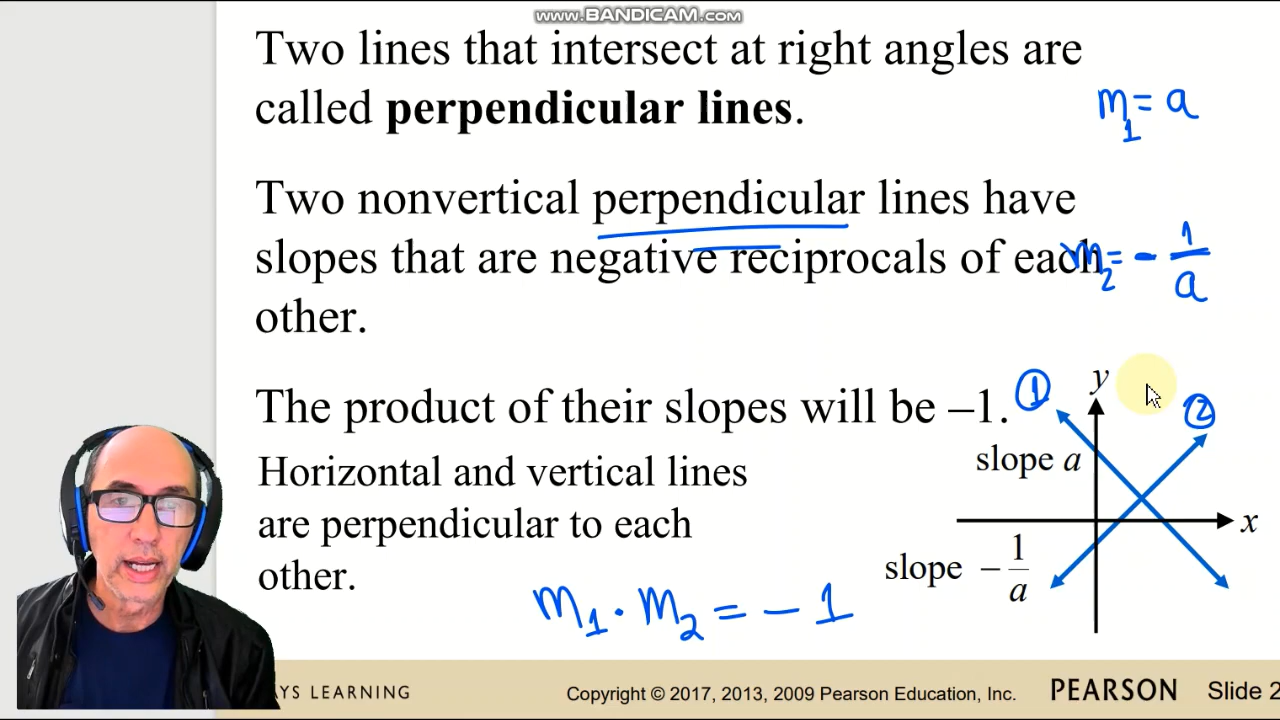 www.BANDICAM.com
Two lines that intersect at right angles are
called perpendicular lines.
m₁ = a
Two nonvertical perpendicular lines have
slopes that are negative reciprocals of each
other.
m₂ = - 1/a
The product of their slopes will be –1.
Horizontal and vertical lines
are perpendicular to each
other.
m₁ · m₂ = - 1
1
y
2
slope a
x
slope - 1/a
YS LEARNING
Copyright © 2017, 2013, 2009 Pearson Education, Inc.
PEARSON
Slide 2